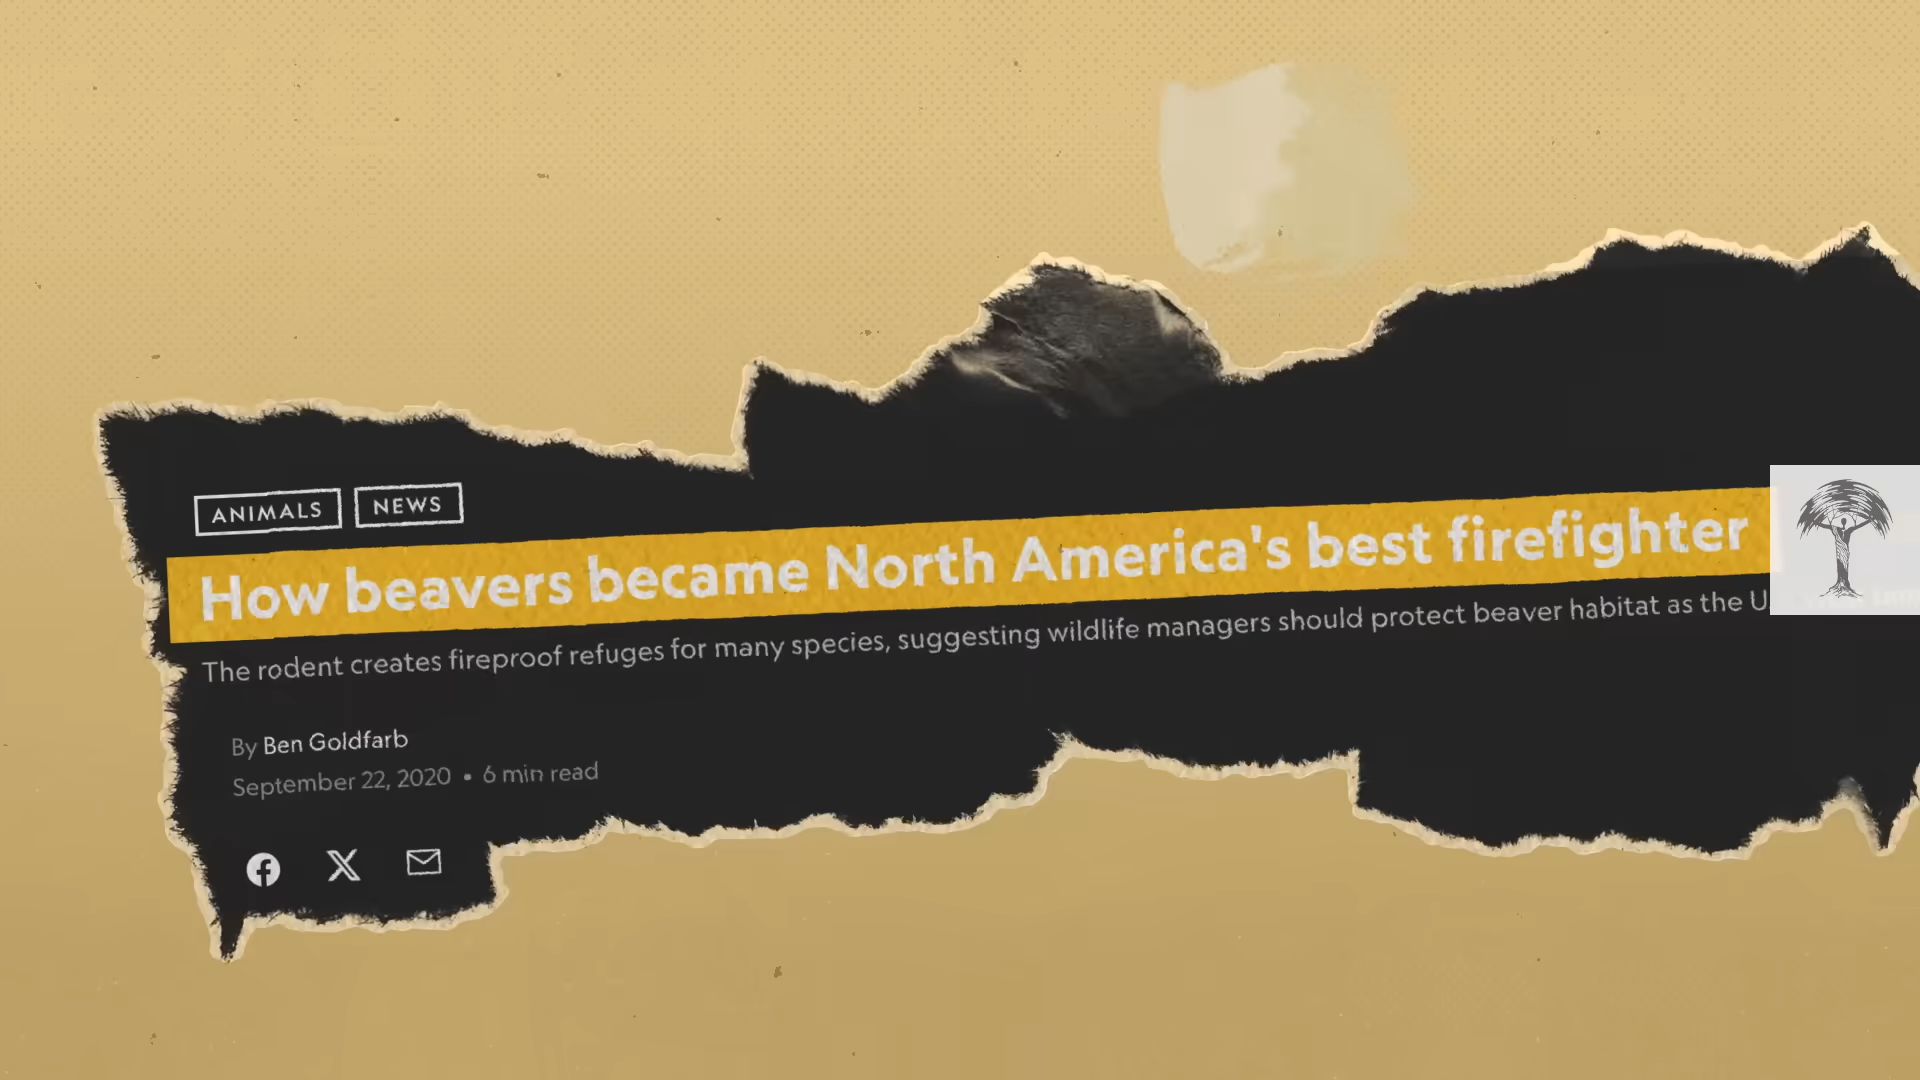 ANIMALS NEWS
How beavers became North America's best firefighter
The rodent creates fireproof refuges for many species, suggesting wildlife managers should protect beaver habitat as the U.
By Ben Goldfarb
September 22, 2020 • 6 min read